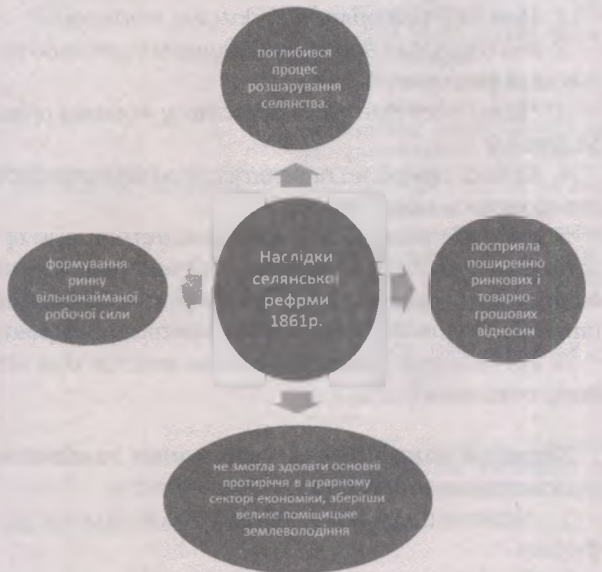 поглибився
процес
розшарування
селянства.
формування
ринку
вільнонайманої
робочої сили
Наслідки
селянської
рефрми
1861р.
посприяла
поширенню
ринкових і
товарно-
грошових
відносин
не змогла здолати основні
протиріччя в аграрному
секторі економіки, зберігши
велике поміщицьке
землеволодіння